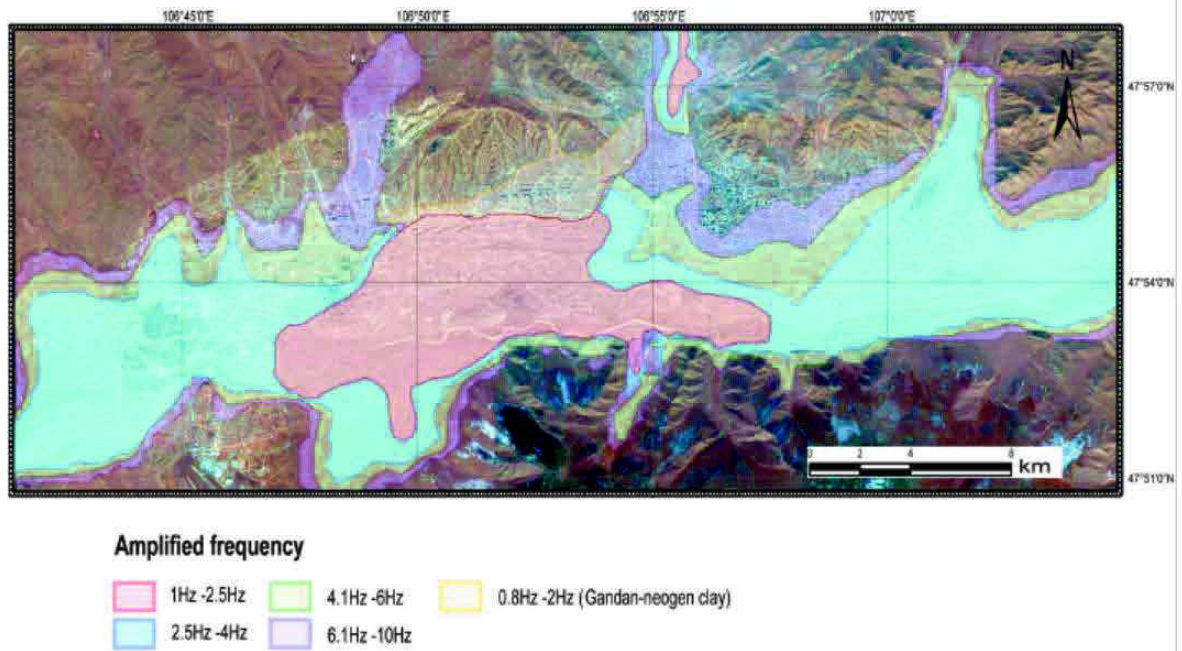 106°45'0"E 106°50'0"E 106°55'0"E 107°0'0"E
N
47°57'0"N
47°54'0"N
0 2 4 8
km
47°51'0"N
Amplified frequency
1Hz -2.5Hz 4.1Hz -6Hz 0.8Hz -2Hz (Gandan-neogen clay)
2.5Hz -4Hz 6.1Hz -10Hz